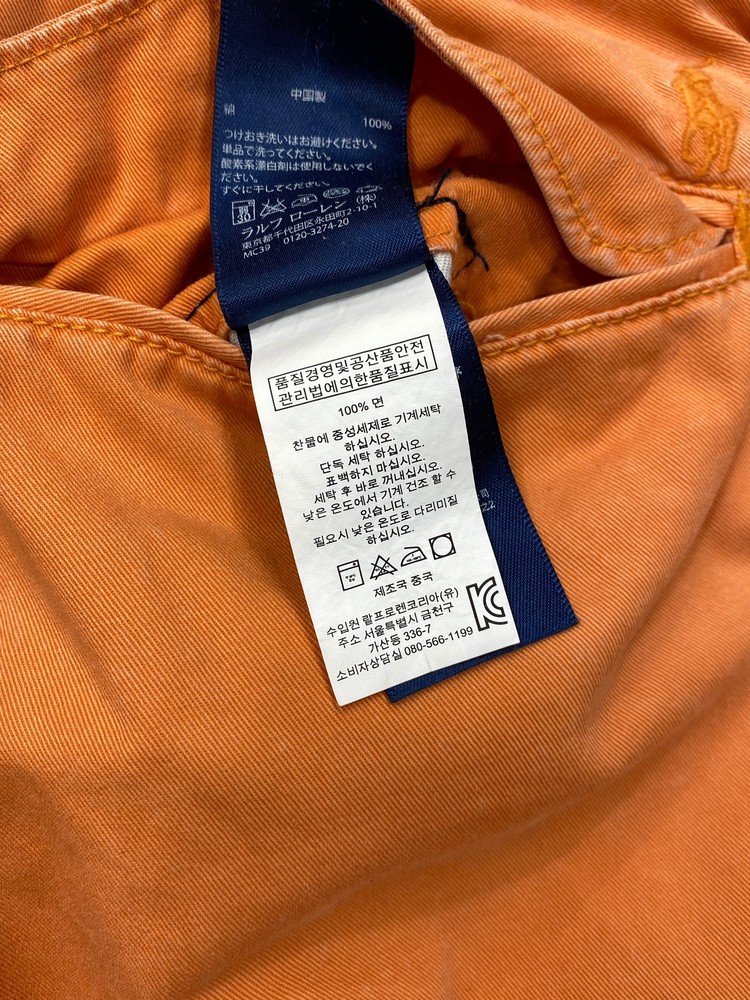 中国製
綿
100%
つけおき洗いはお避けください。
単品で洗ってください。
酸素系漂白剤は使用しないでく
ださい。
すぐに干してください。
ラルフ ローレン (株)
東京都千代田区永田町2-10-1
MC39 0120-3274-20
품질경영및공산품안전
관리법에의한품질표시
100% 면
찬물에 중성세제로 기계세탁
하십시오.
단독 세탁 하십시오.
표백하지 마십시오.
세탁 후 바로 꺼내십시오.
낮은 온도에서 기계 건조 할 수
있습니다.
필요시 낮은 온도로 다리미질
하십시오.
제조국 중국
수입원 랄프로렌코리아(유)
주소 서울특별시 금천구
가산동 336-7
소비자상담실 080-566-1199